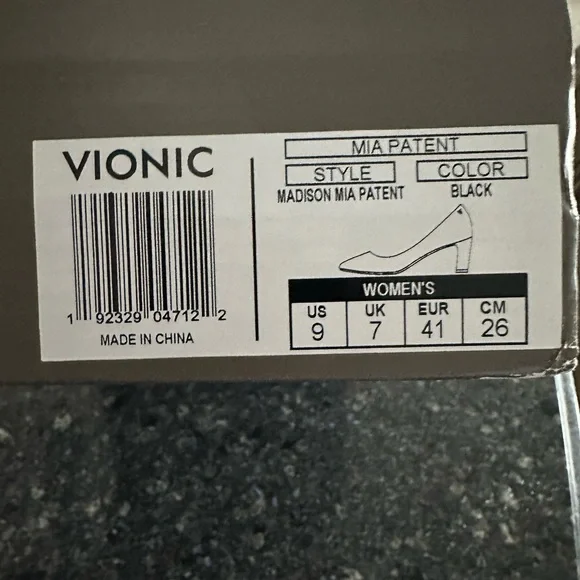 VIONIC
1 92329 04712 2
MADE IN CHINA
MIA PATENT
STYLE COLOR
MADISON MIA PATENT BLACK
WOMEN'S
US UK EUR CM
9 7 41 26